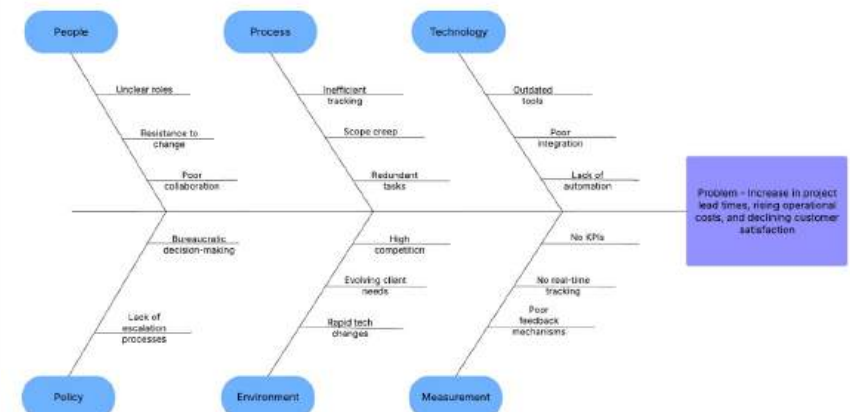 People
Process
Technology
Unclear roles
Inefficient
tracking
Outdated
tools
Resistance to
change
Scope creep
Poor
integration
Poor
collaboration
Redundant
tasks
Lack of
automation
Problem - Increase in project
lead times, rising operational
costs, and declining customer
satisfaction
Bureaucratic
decision-making
High
competition
No KPIs
Evolving client
needs
No real-time
tracking
Lack of
escalation
processes
Rapid tech
changes
Poor
feedback
mechanisms
Policy
Environment
Measurement